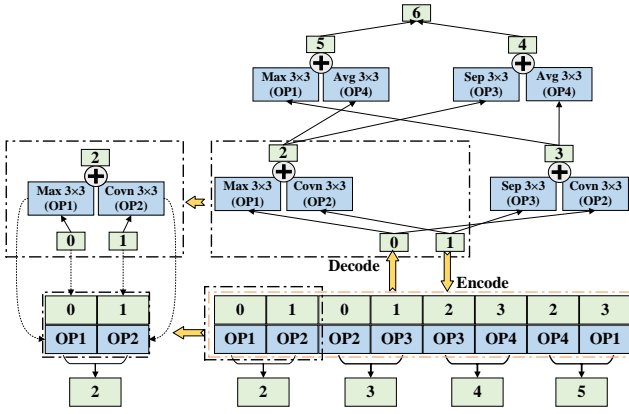 6
5 4
Max 3×3 (OP1) Avg 3×3 (OP4) Sep 3×3 (OP3) Avg 3×3 (OP4)
2 2 3
Max 3×3 (OP1) Covn 3×3 (OP2) Max 3×3 (OP1) Covn 3×3 (OP2) Sep 3×3 (OP3) Covn 3×3 (OP2)
0 1 0 1
Decode Encode
0 1 0 1 0 1 2 3 2 3
OP1 OP2 OP1 OP2 OP2 OP3 OP3 OP4 OP4 OP1
2 2 3 4 5